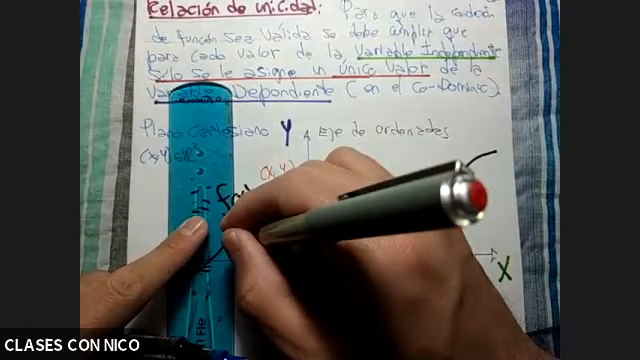 Relación de unicidad: Para que la
de función sea Válida se debe cumplir que
para cada valor de la Variable Independiente
Sólo se le asigne un único valor de la
Variable Dependiente (en el Co-Dominio).
Plano Cartesiano Y Eje de ordenadas
(x,y)
X
CLASES CON NICO